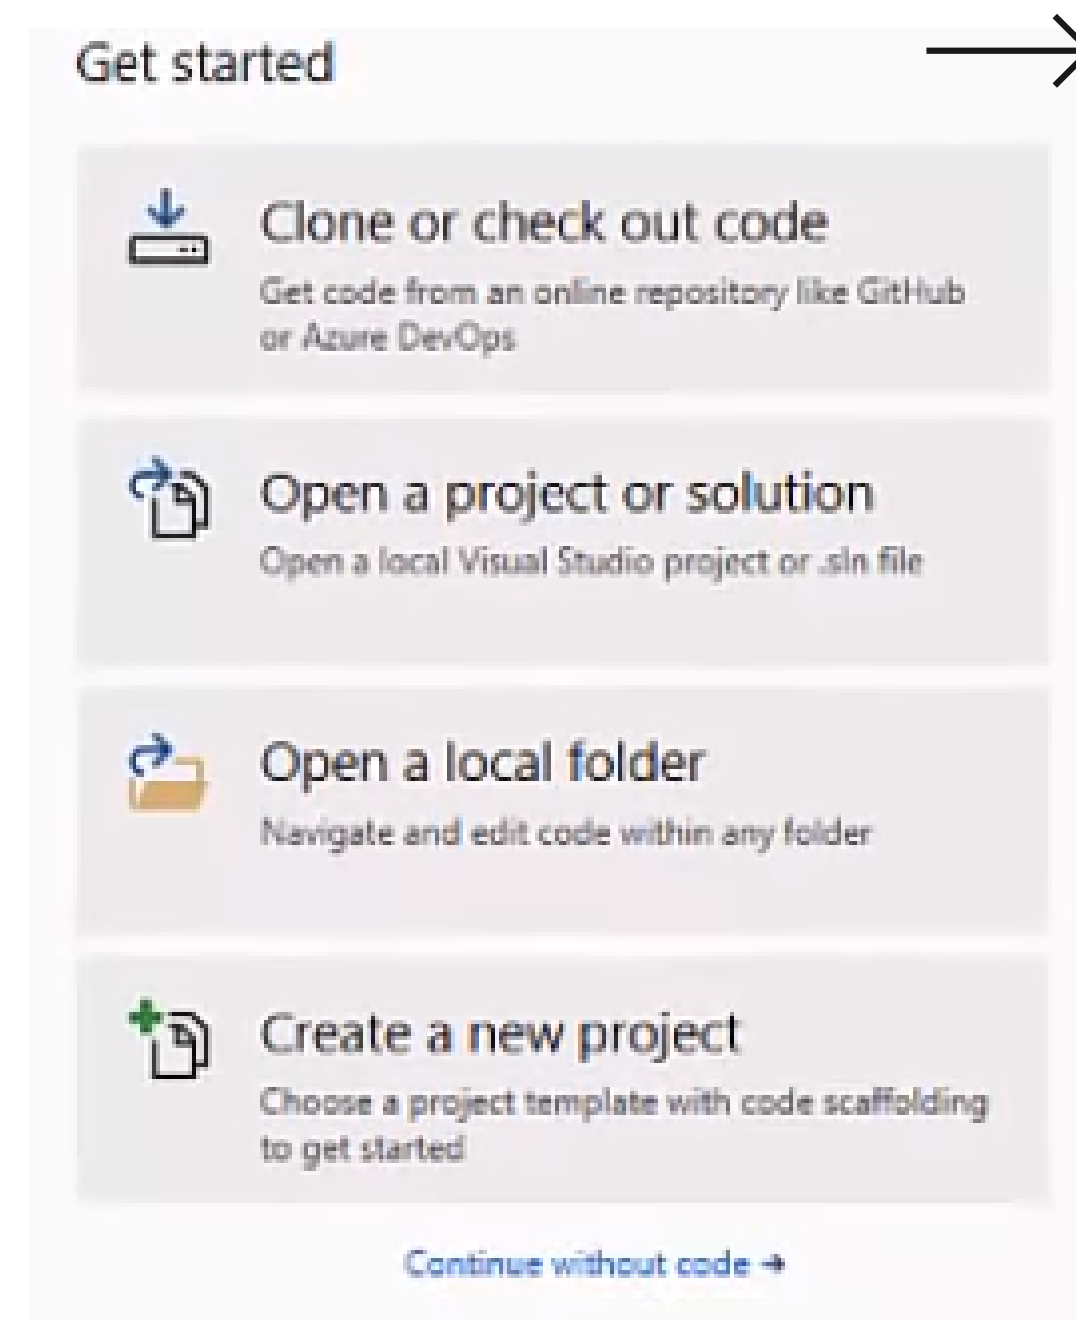 Get started
Clone or check out code
Get code from an online repository like GitHub
or Azure DevOps
Open a project or solution
Open a local Visual Studio project or .sln file
Open a local folder
Navigate and edit code within any folder
Create a new project
Choose a project template with code scaffolding
to get started
Continue without code →